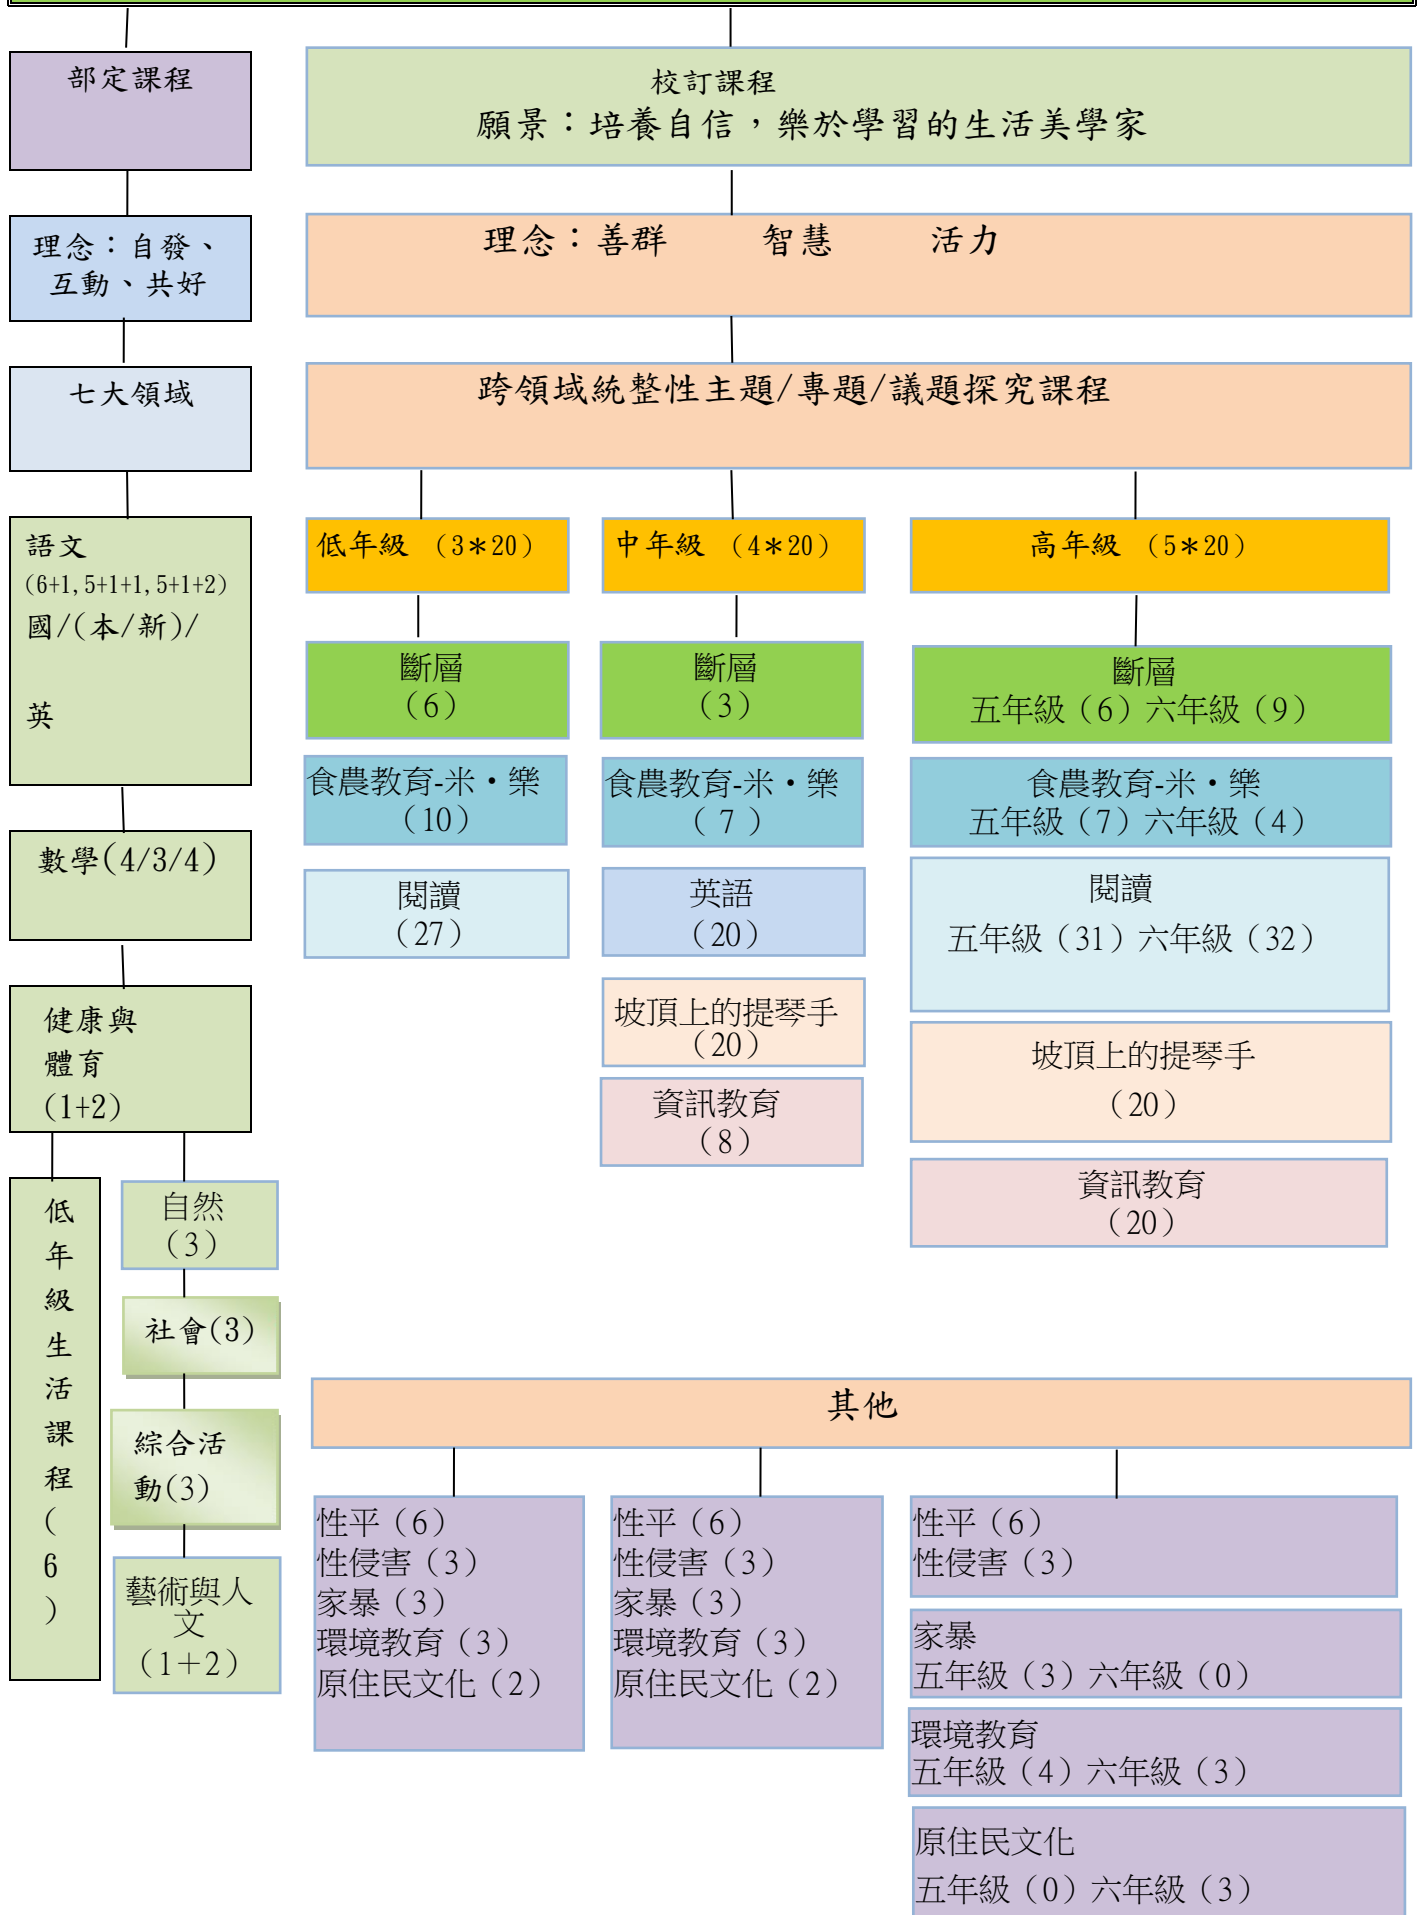 部定課程
校訂課程
願景：培養自信，樂於學習的生活美學家
理念：自發、
互動、共好
理念：善群 智慧 活力
七大領域
跨領域統整性主題/專題/議題探究課程
語文
(6+1,5+1+1,5+1+2)
國/(本/新)/
英
數學(4/3/4)
健康與
體育
(1+2)
低
年
級
生
活
課
程
(
6
)
自然
(3)
社會(3)
綜合活
動(3)
藝術與人
文
(1+2)
低年級 (3*20)
斷層
(6)
食農教育-米・樂
(10)
閱讀
(27)
中年級 (4*20)
斷層
(3)
食農教育-米・樂
( 7 )
英語
(20)
坡頂上的提琴手
(20)
資訊教育
(8)
高年級 (5*20)
斷層
五年級（6）六年級（9）
食農教育-米・樂
五年級（7）六年級（4）
閱讀
五年級（31）六年級（32）
坡頂上的提琴手
(20)
資訊教育
(20)
其他
性平（6）
性侵害（3）
家暴（3）
環境教育（3）
原住民文化（2）
性平（6）
性侵害（3）
家暴（3）
環境教育（3）
原住民文化（2）
性平（6）
性侵害（3）
家暴
五年級（3）六年級（0）
環境教育
五年級（4）六年級（3）
原住民文化
五年級（0）六年級（3）